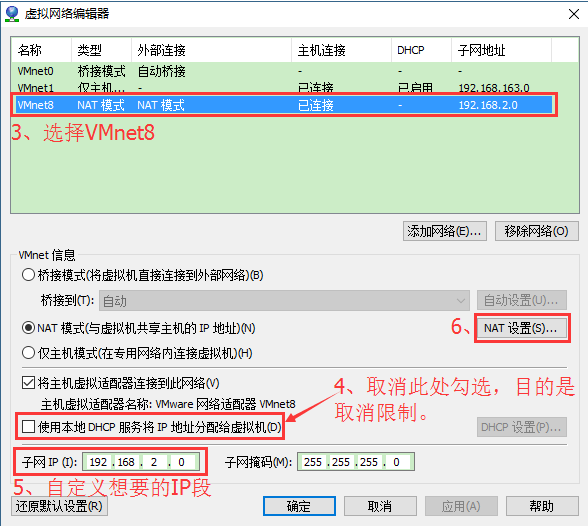 虚拟网络编辑器
名称 类型 外部连接 主机连接 DHCP 子网地址
VMnet0 桥接模式 自动桥接 - - -
VMnet1 仅主机... - 已连接 已启用 192.168.163.0
VMnet8 NAT 模式 NAT 模式 已连接 - 192.168.2.0
3、选择VMnet8
添加网络(E)... 移除网络(O)
VMnet 信息
桥接模式(将虚拟机直接连接到外部网络)(B)
桥接到(T): 自动 自动设置(U)...
NAT 模式(与虚拟机共享主机的 IP 地址)(N) 6、 NAT 设置(S)...
仅主机模式(在专用网络内连接虚拟机)(H)
将主机虚拟适配器连接到此网络(V)
4、取消此处勾选，目的是
主机虚拟适配器名称: VMware 网络适配器 VMnet8
取消限制。
使用本地 DHCP 服务将 IP 地址分配给虚拟机(D) DHCP 设置(P)...
子网 IP (I): 192 . 168 . 2 . 0 子网掩码(M): 255 . 255 . 255 . 0
5、自定义想要的IP段
还原默认设置(R) 确定 取消 应用(A) 帮助